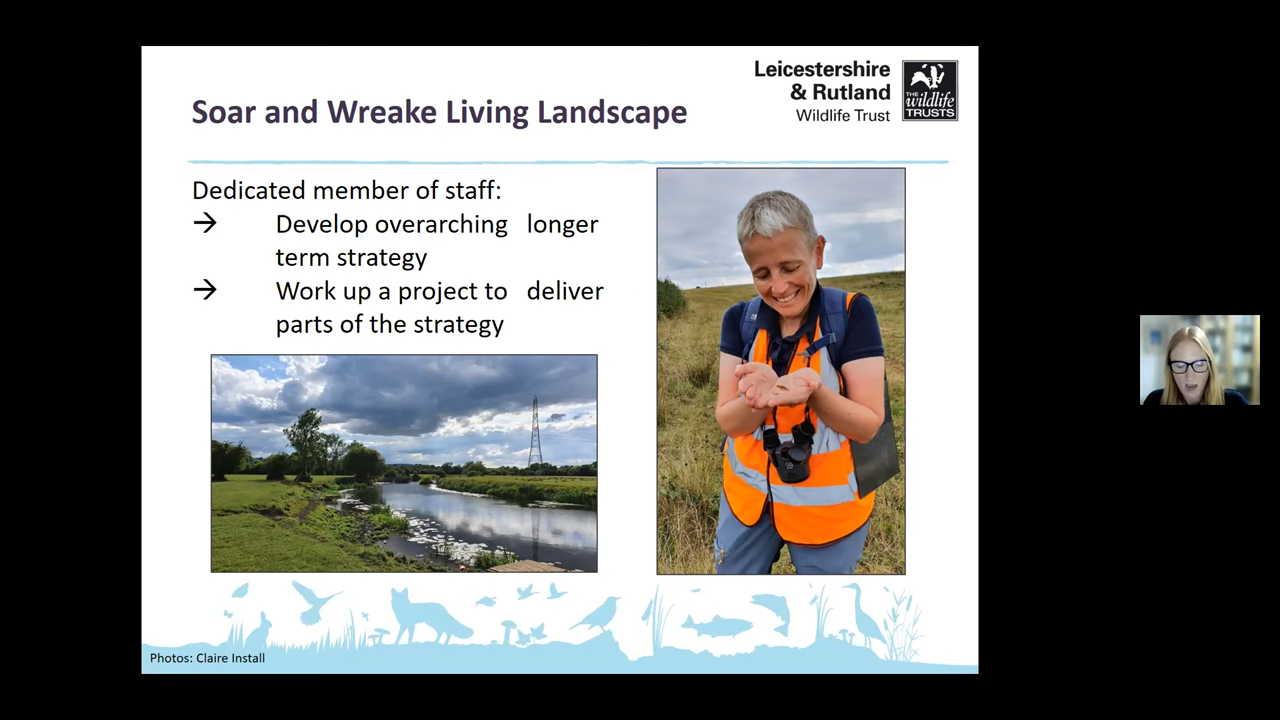 Leicestershire
& Rutland
Wildlife Trust
THE
wildlife
TRUSTS
Soar and Wreake Living Landscape
Dedicated member of staff:
→ Develop overarching longer
term strategy
→ Work up a project to deliver
parts of the strategy
Photos: Claire Install